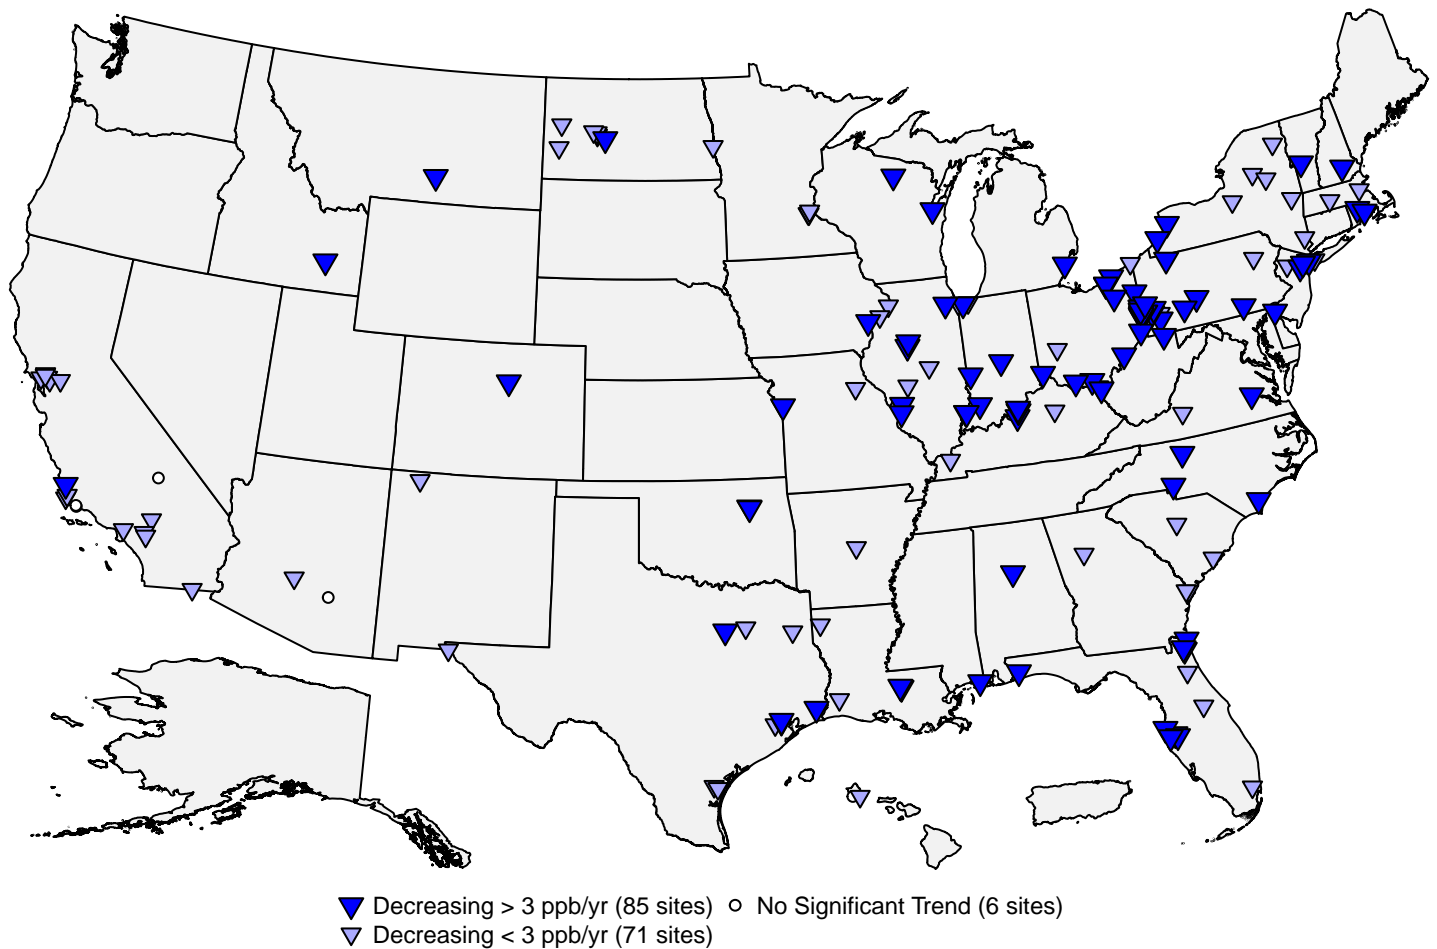 Decreasing > 3 ppb/yr (85 sites)
No Significant Trend (6 sites)
Decreasing < 3 ppb/yr (71 sites)